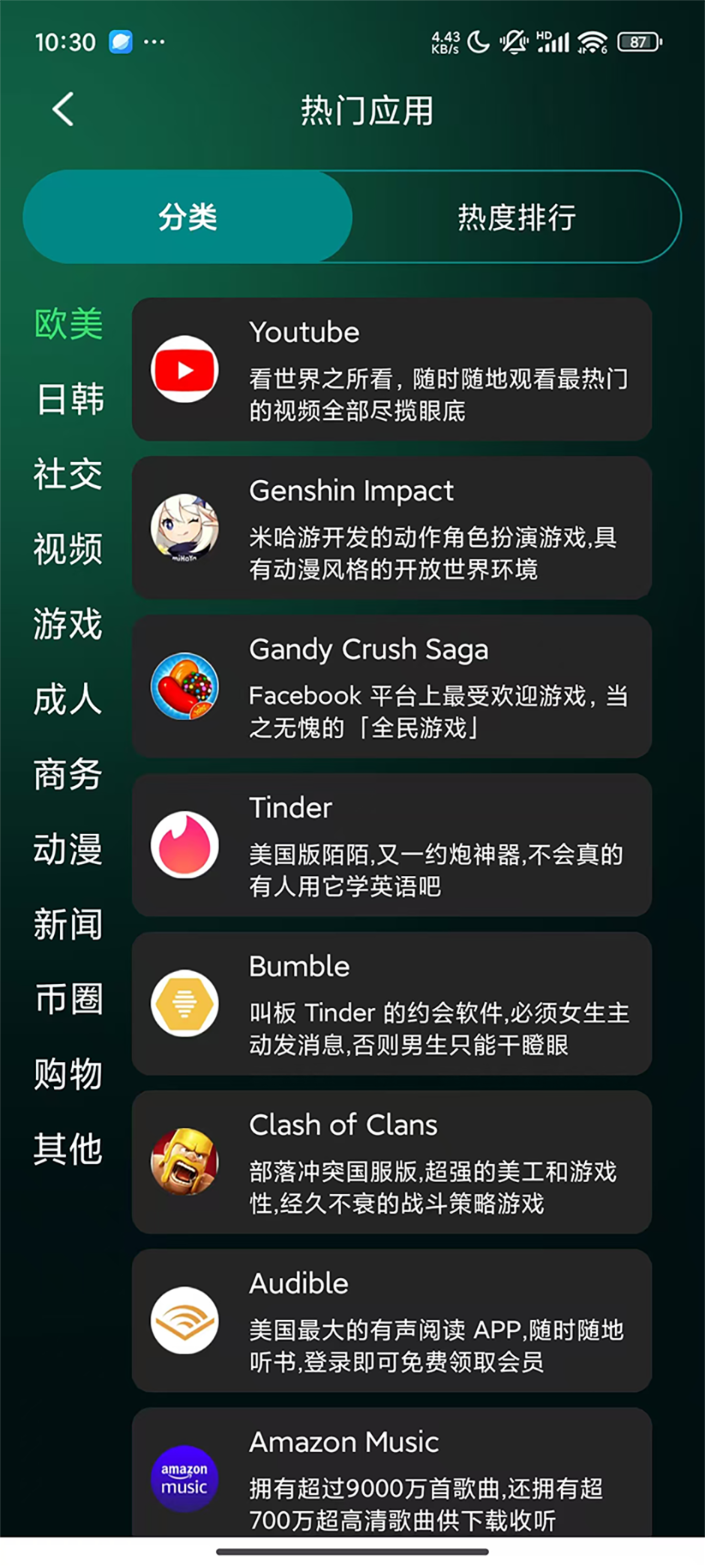 10:30
4.43
KB/s
HD
6
87
热门应用
分类
热度排行
欧美
日韩
社交
视频
游戏
成人
商务
动漫
新闻
币圈
购物
其他
Youtube
看世界之所看，随时随地观看最热门
的视频全部尽揽眼底
Genshin Impact
米哈游开发的动作角色扮演游戏,具
有动漫风格的开放世界环境
miHoYo
Gandy Crush Saga
Facebook 平台上最受欢迎游戏，当
之无愧的「全民游戏」
Tinder
美国版陌陌,又一约炮神器,不会真的
有人用它学英语吧
Bumble
叫板 Tinder 的约会软件,必须女生主
动发消息,否则男生只能干瞪眼
Clash of Clans
部落冲突国服版,超强的美工和游戏
性,经久不衰的战斗策略游戏
Audible
美国最大的有声阅读 APP,随时随地
听书,登录即可免费领取会员
Amazon Music
拥有超过9000万首歌曲,还拥有超
700万超高清歌曲供下载收听
amazon
music